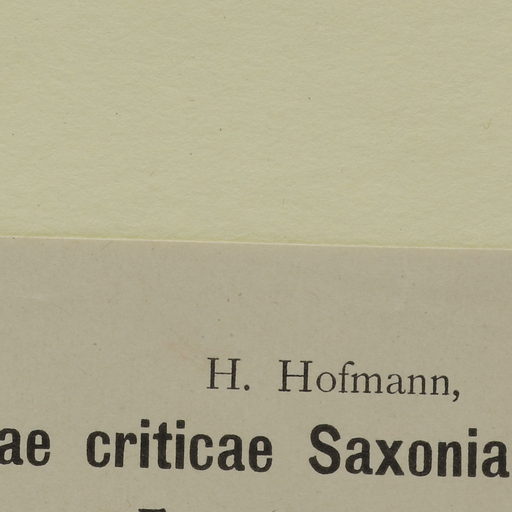 H. Hofmann,
ae criticae Saxonia